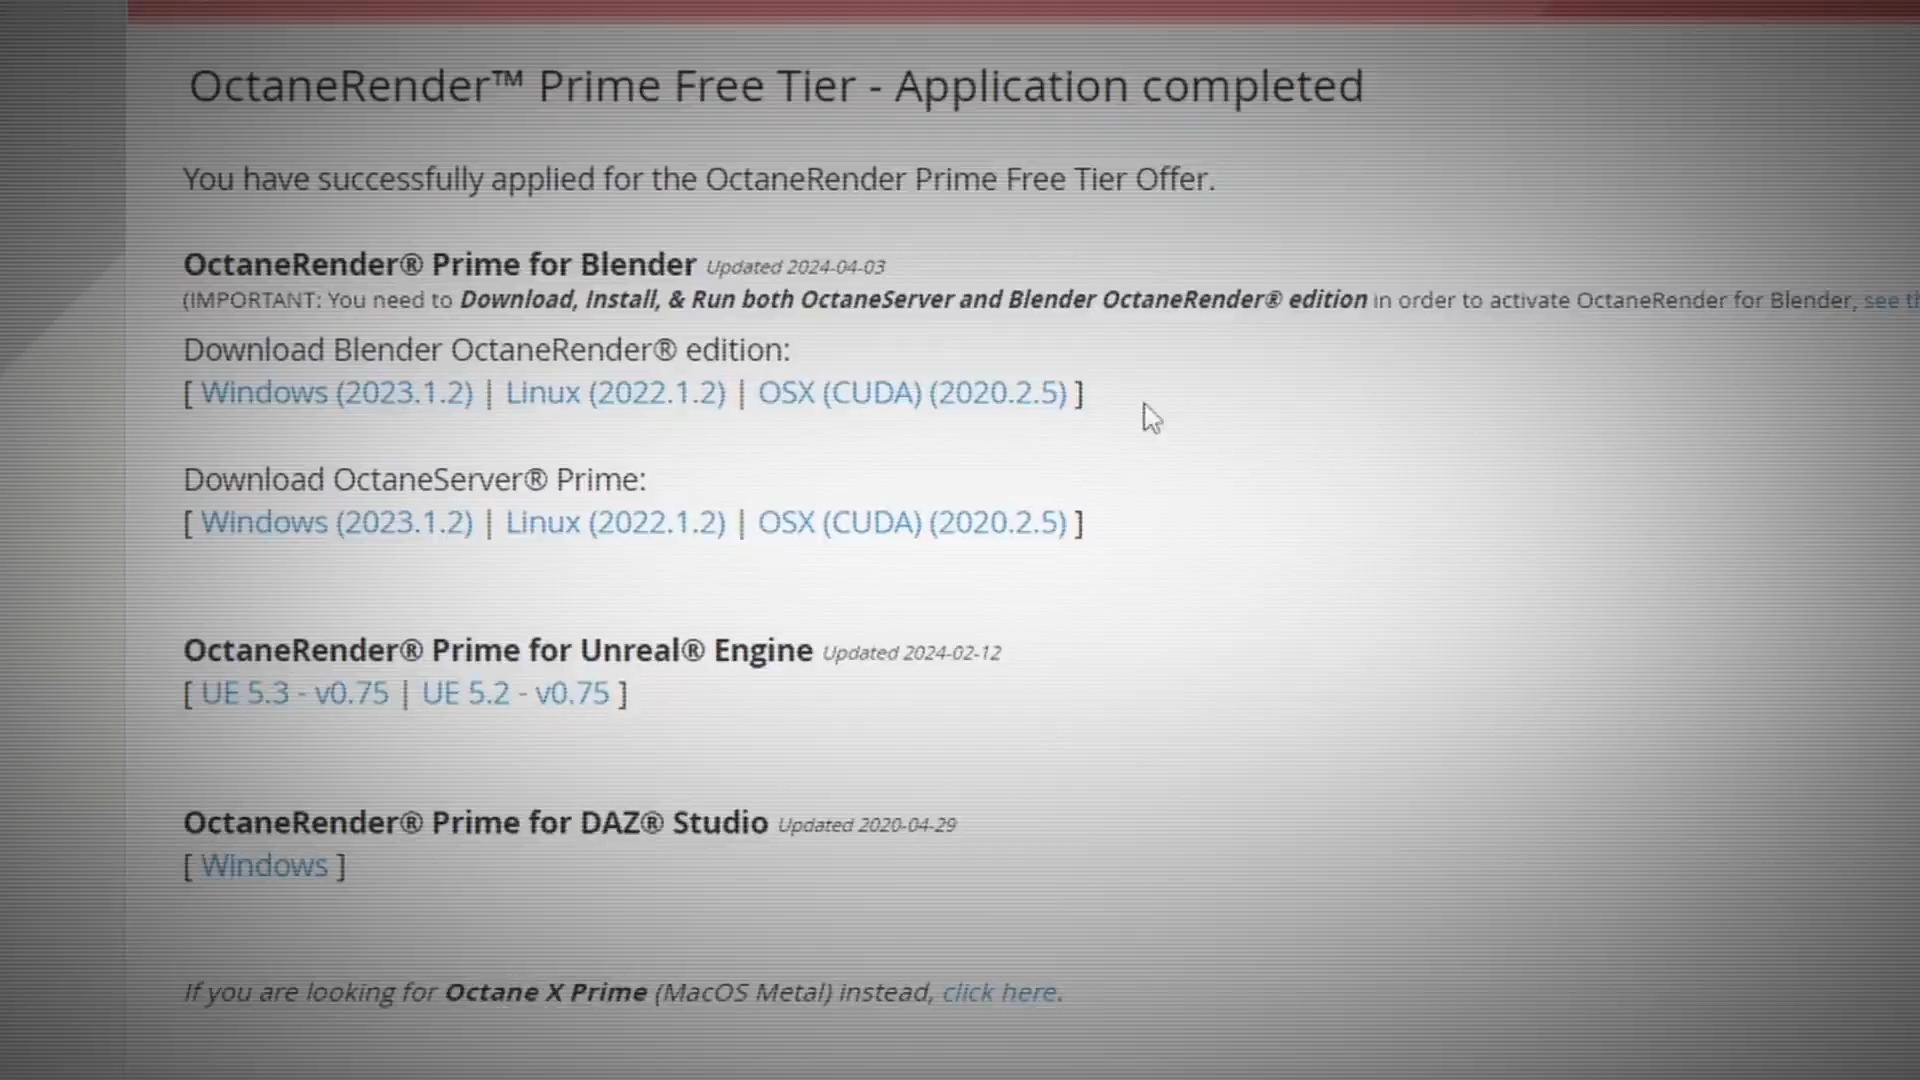 OctaneRender™ Prime Free Tier - Application completed
You have successfully applied for the OctaneRender Prime Free Tier Offer.
OctaneRender® Prime for Blender Updated 2024-04-03
(IMPORTANT: You need to Download, Install, & Run both OctaneServer and Blender OctaneRender® edition in order to activate OctaneRender for Blender, see
Download Blender OctaneRender® edition:
[ Windows (2023.1.2) | Linux (2022.1.2) | OSX (CUDA) (2020.2.5) ]
Download OctaneServer® Prime:
[ Windows (2023.1.2) | Linux (2022.1.2) | OSX (CUDA) (2020.2.5) ]
OctaneRender® Prime for Unreal® Engine Updated 2024-02-12
[ UE 5.3 - v0.75 | UE 5.2 - v0.75 ]
OctaneRender® Prime for DAZ® Studio Updated 2020-04-29
[ Windows ]
If you are looking for Octane X Prime (MacOS Metal) instead, click here.